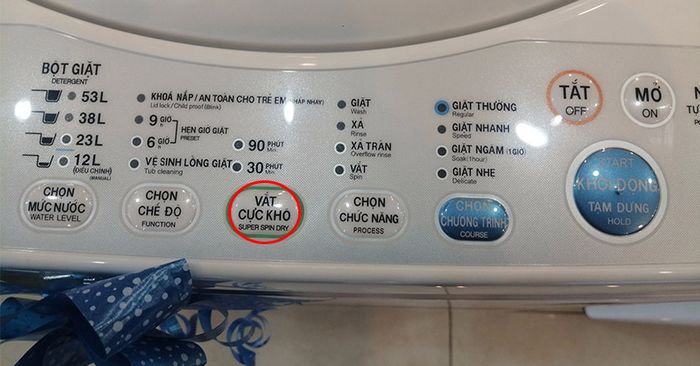 BỘT GIẶT
DETERGENT
53L
38L
23L
12L
(ĐIỀU CHỈNH)
(MANUAL)
CHỌN
MỨC NƯỚC
WATER LEVEL
KHOÁ NẮP / AN TOÀN CHO TRẺ EM (NHẤP NHÁY)
Lid lock/Child proof (Blink)
9 GIỜ
6 GIỜ
HẸN GIỜ GIẶT
PRESET
VỆ SINH LỒNG GIẶT
Tub cleaning
CHỌN
CHẾ ĐỘ
FUNCTION
90 PHÚT
Min.
30 PHÚT
Min.
VẮT
CỰC KHÔ
SUPER SPIN DRY
GIẶT
Wash
XẢ
Rinse
XẢ TRÀN
Overflow rinse
VẮT
Spin
CHỌN
CHỨC NĂNG
PROCESS
GIẶT THƯỜNG
Regular
GIẶT NHANH
Speed
GIẶT NGÂM (1GIỜ)
Soak(1hour)
GIẶT NHẸ
Delicate
CHỌN
CHƯƠNG TRÌNH
COURSE
TẮT
OFF
MỞ
ON
START
KHỞI ĐỘNG
TẠM DỪNG
HOLD